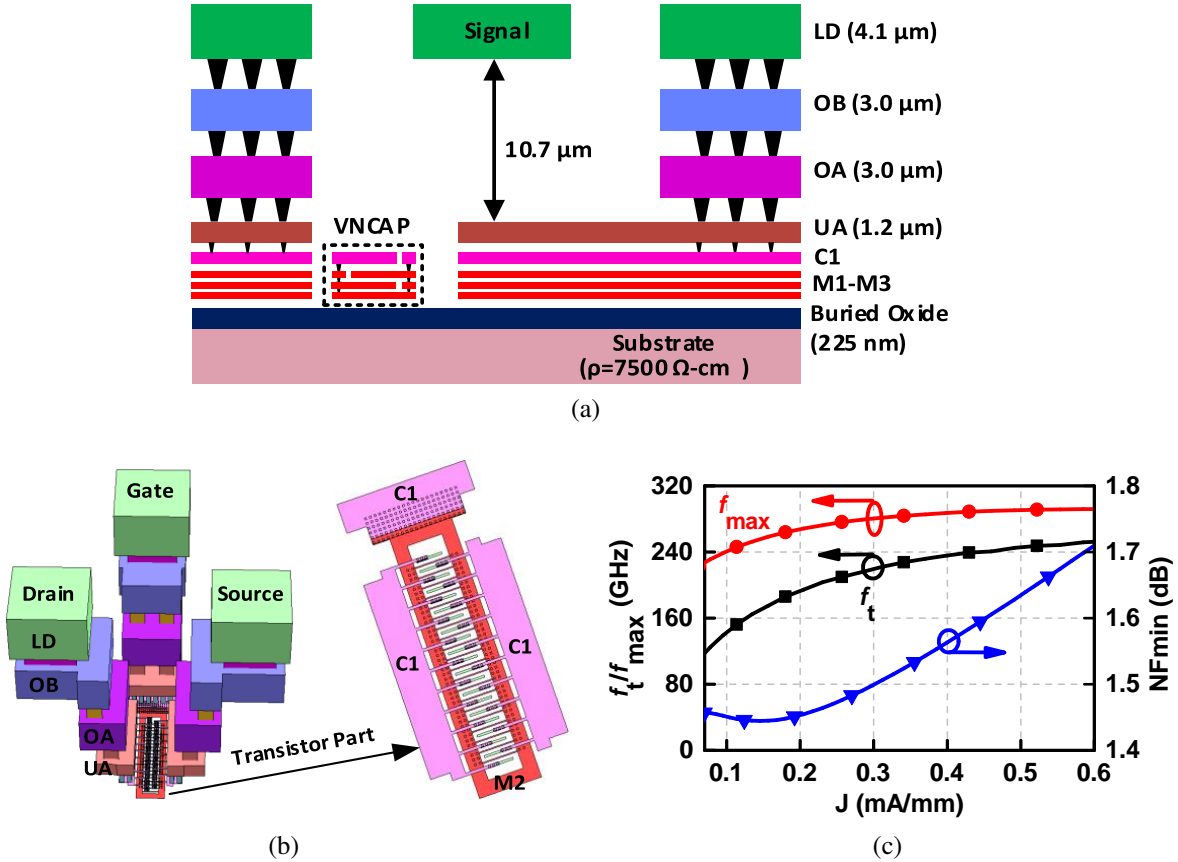 Signal
LD (4.1 µm)
OB (3.0 µm)
10.7 µm
OA (3.0 µm)
VNCAP
UA (1.2 µm)
C1
M1-M3
Buried Oxide
(225 nm)
Substrate
(ρ=7500 Ω-cm )
(a)
Gate
Drain
Source
LD
OB
OA
UA
Transistor Part
C1
C1
C1
M2
(b)
320
240
160
80
0
ft/fmax (GHz)
fmax
ft
1.8
1.7
1.6
1.5
1.4
NFmin (dB)
0.1 0.2 0.3 0.4 0.5 0.6
J (mA/mm)
(c)